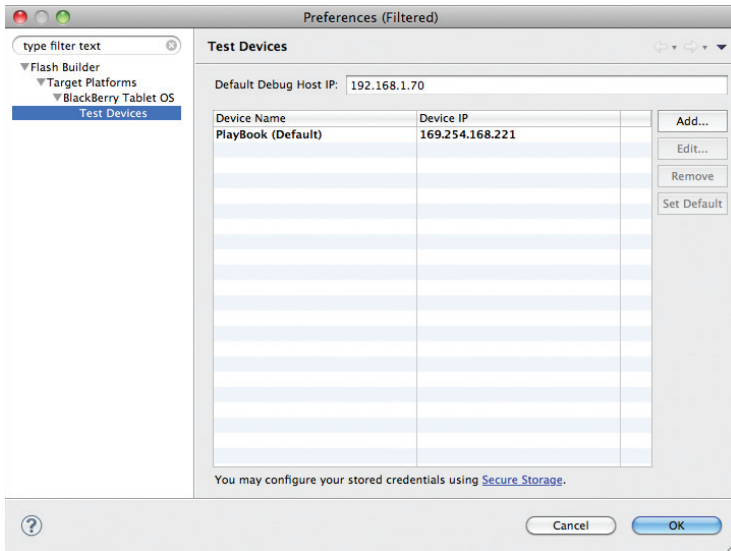 Preferences (Filtered)
type filter text
Flash Builder
Target Platforms
BlackBerry Tablet OS
Test Devices
Test Devices
Default Debug Host IP: 192.168.1.70
Device Name Device IP
PlayBook (Default) 169.254.168.221
Add...
Edit...
Remove
Set Default
You may configure your stored credentials using Secure Storage.
?
Cancel OK